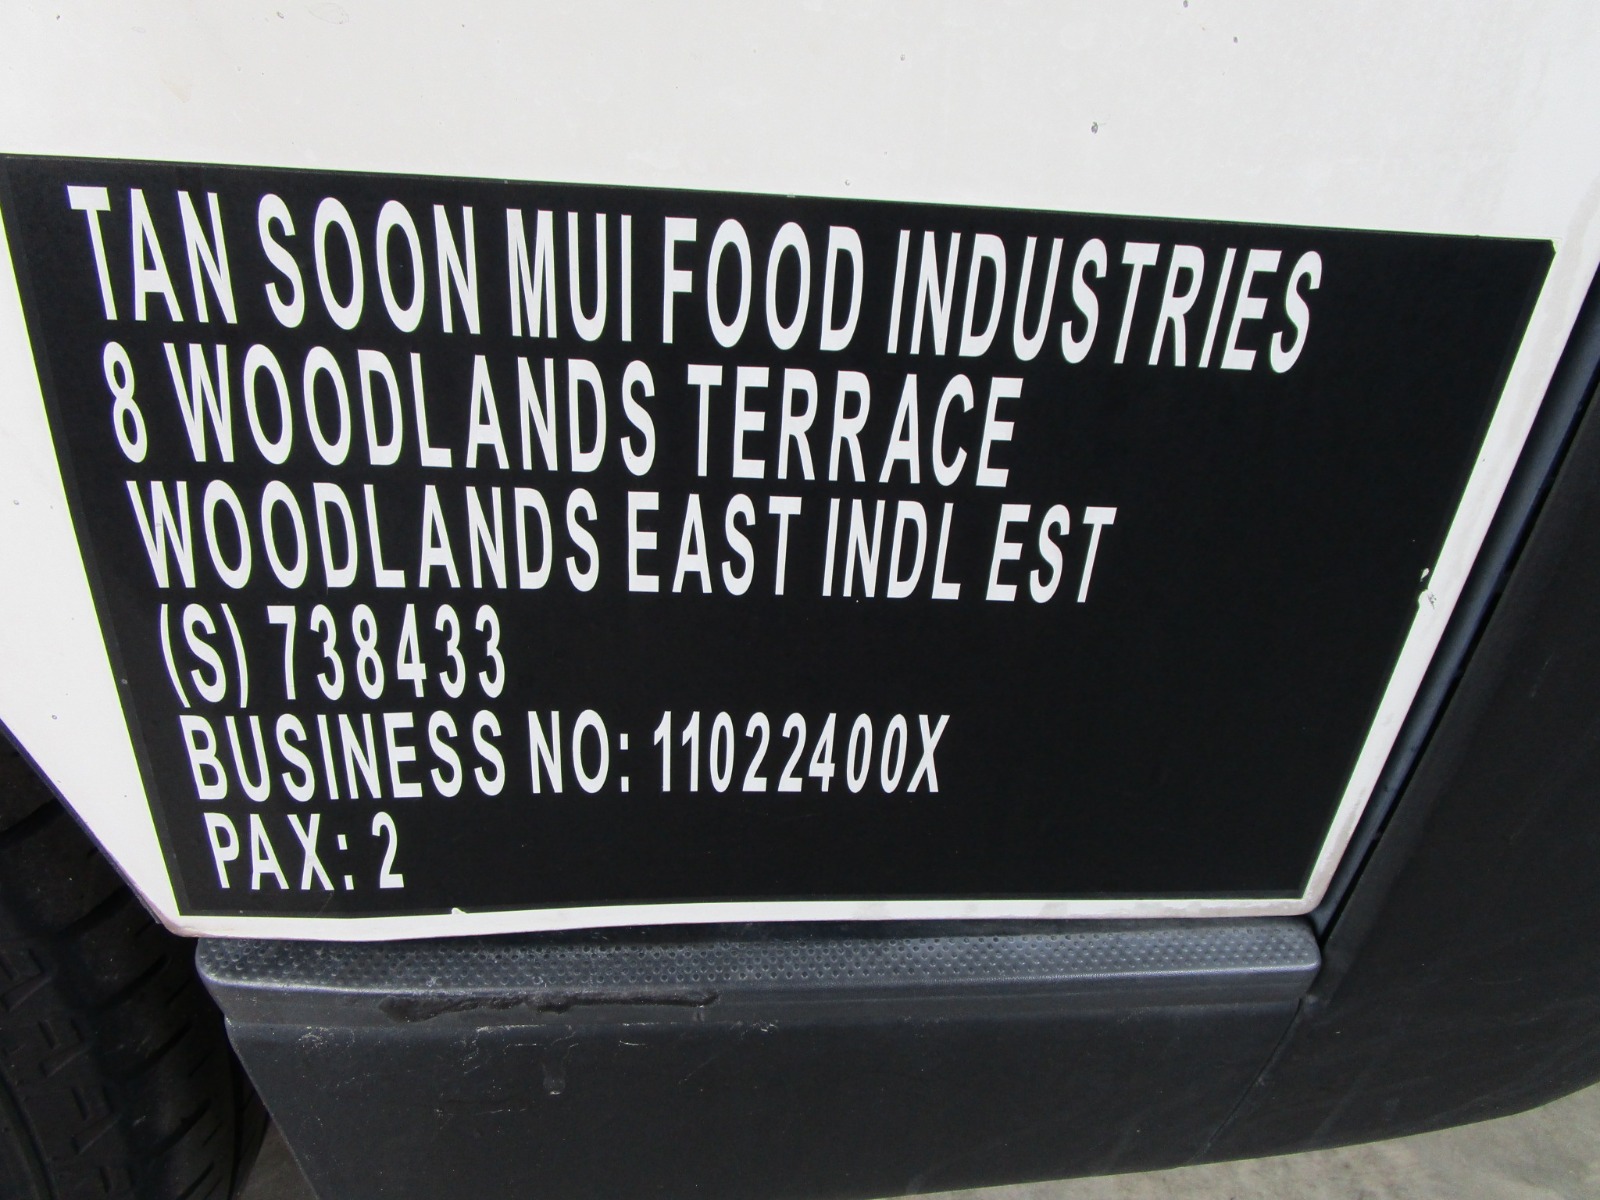 TAN SOON MUI FOOD INDUSTRIES
8 WOODLANDS TERRACE
WOODLANDS EAST INDL EST
(S) 738433
BUSINESS NO: 11022400X
PAX: 2